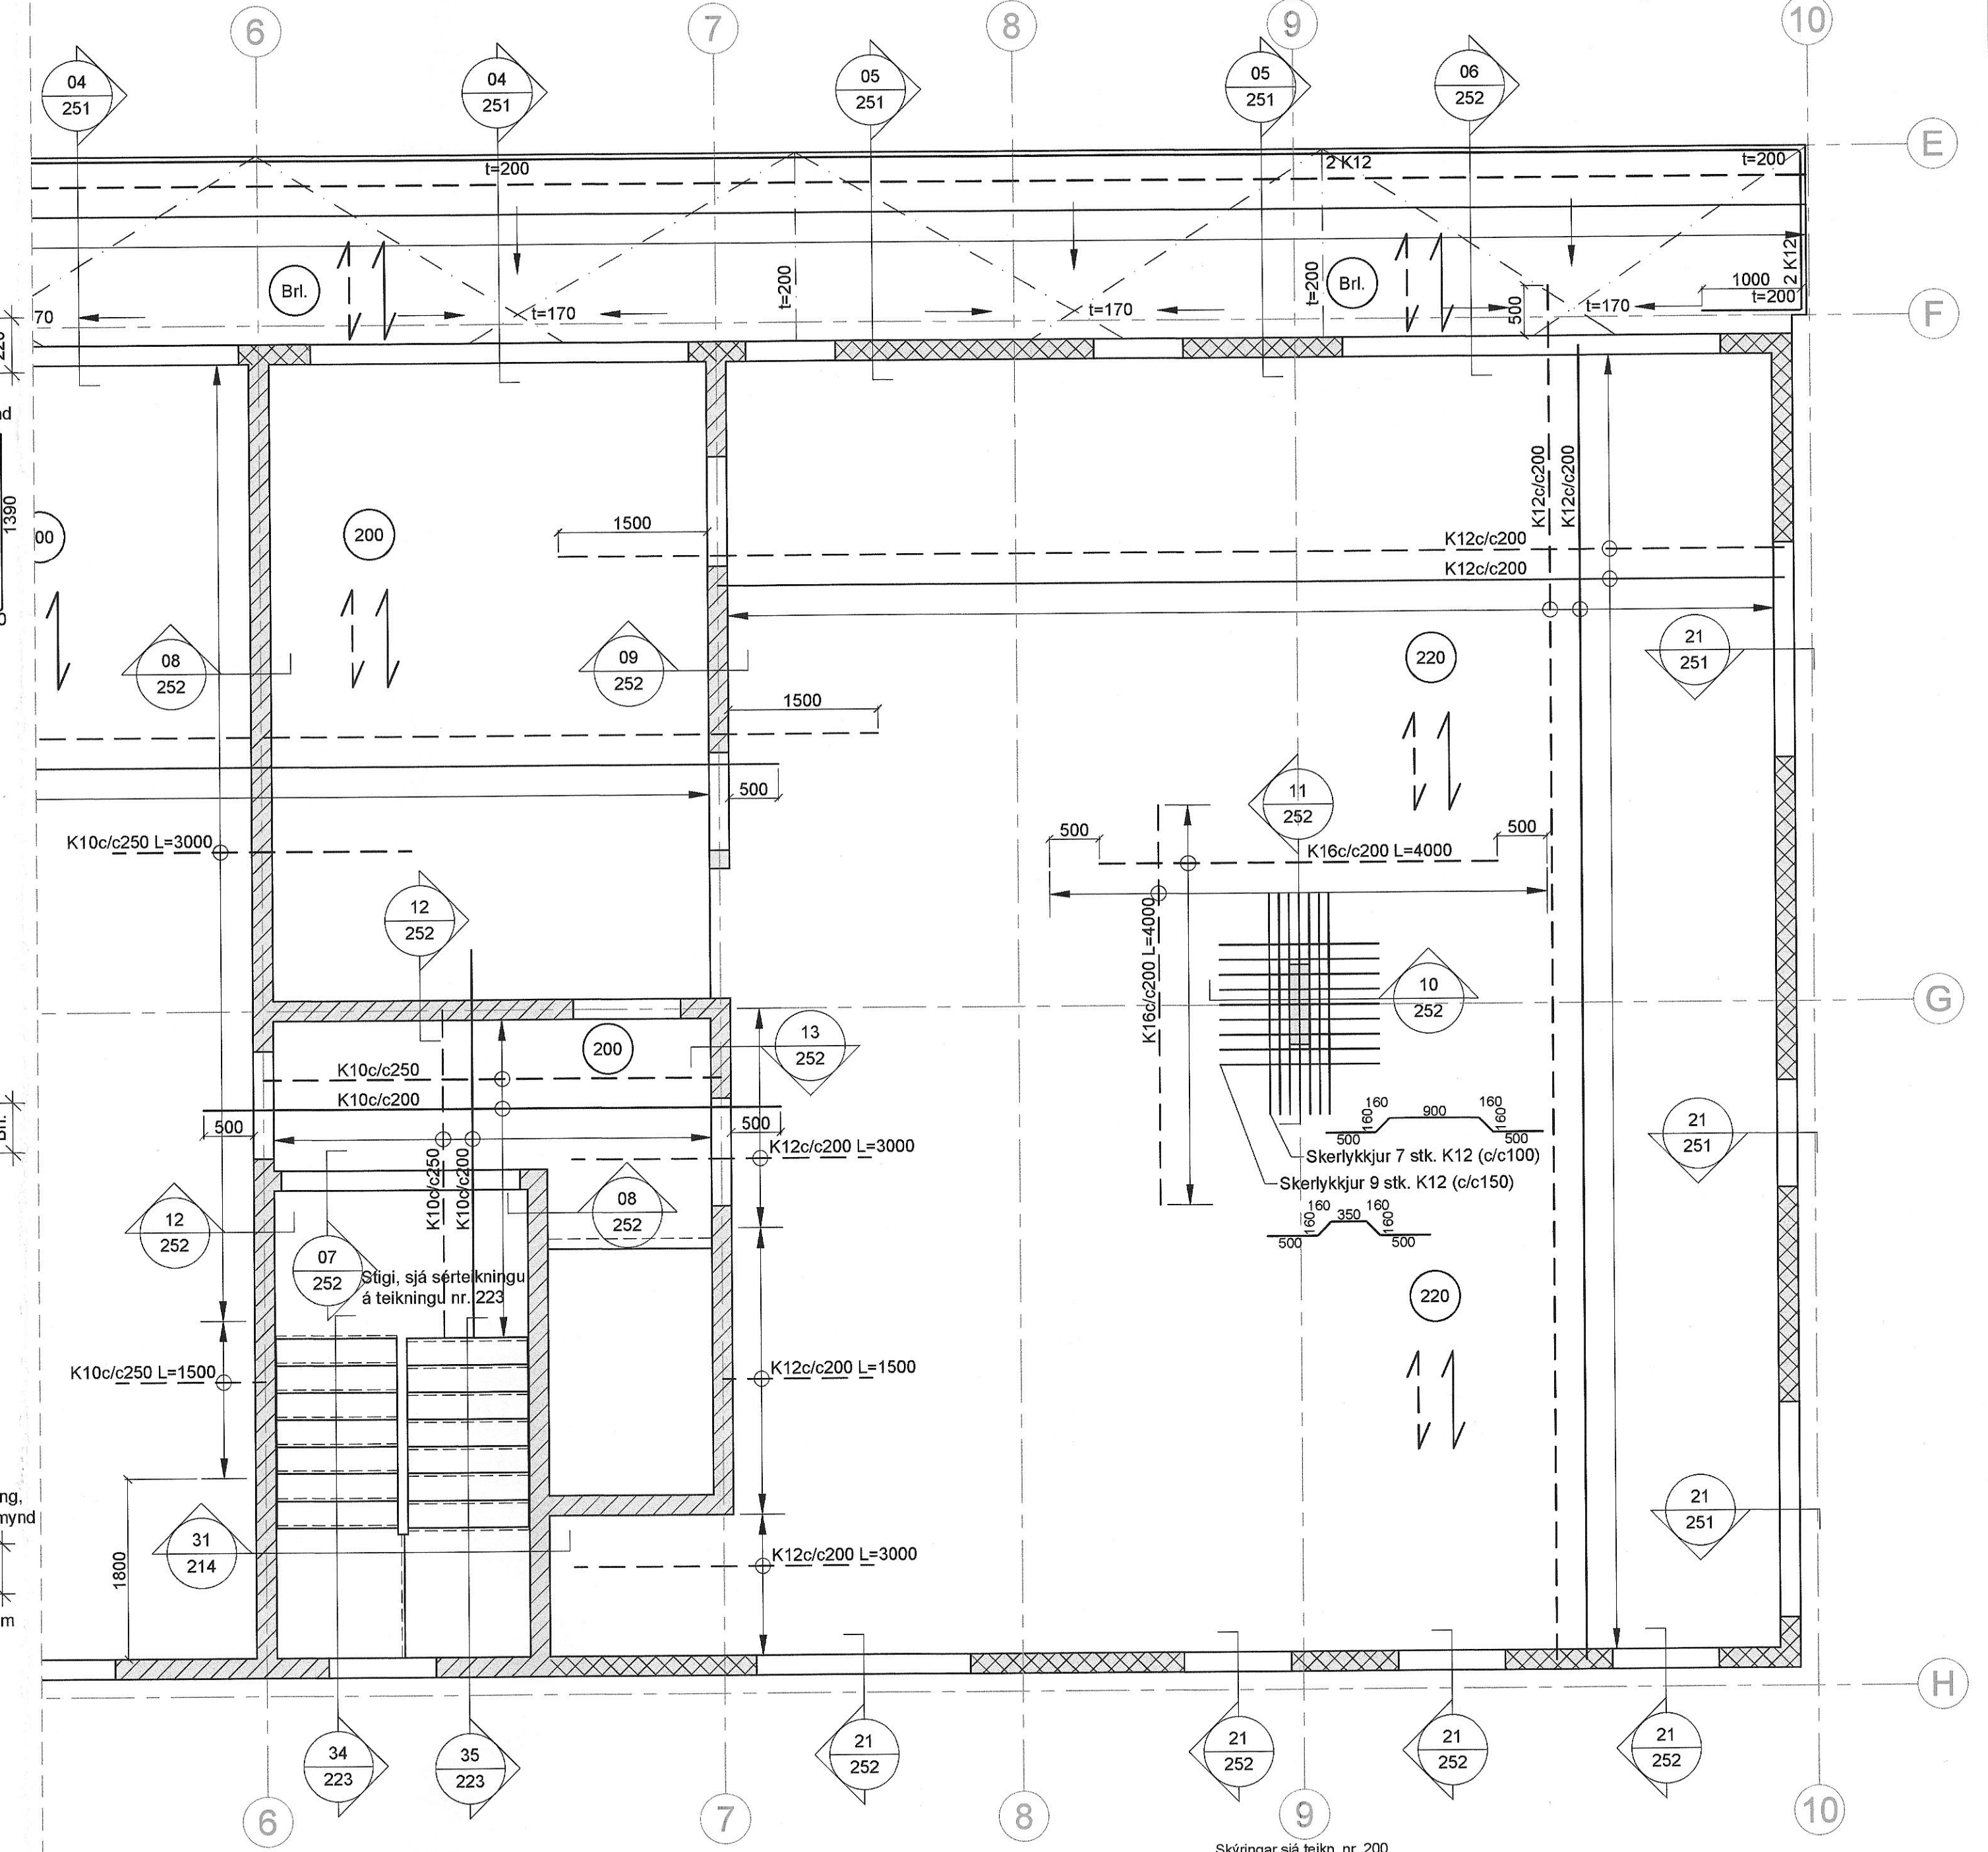 6
7
8
9
10
04
251
04
251
05
251
05
251
06
252
E
t=200
2 K12
t=200
2 K12
Brl.
t=200
t=200
Brl.
1000
t=200
70
t=170
t=170
500
t=170
F
1390
00
200
1500
K12c/c200
K12c/c200
K12c/c200
K12c/c200
08
252
09
252
220
21
251
1500
500
11
252
K10c/c250 L=3000
500
500
K16c/c200 L=4000
12
252
K16c/c200 L=4000
10
252
G
200
13
252
K10c/c250
K10c/c200
500
500
160
160
900
160
160
500
500
21
251
K12c/c200 L=3000
Skerlykkjur 7 stk. K12 (c/c100)
Skerlykkjur 9 stk. K12 (c/c150)
K10c/c250
K10c/c200
08
252
12
252
160
160
350
160
160
500
500
07
252
Stigi, sjá sérteikningu
á teikningu nr. 223
220
K10c/c250 L=1500
K12c/c200 L=1500
ng,
mynd
31
214
1800
K12c/c200 L=3000
21
251
m
H
34
223
35
223
21
252
21
252
21
252
21
252
6
7
8
9
10
Skýringar sjá teikn. nr. 200